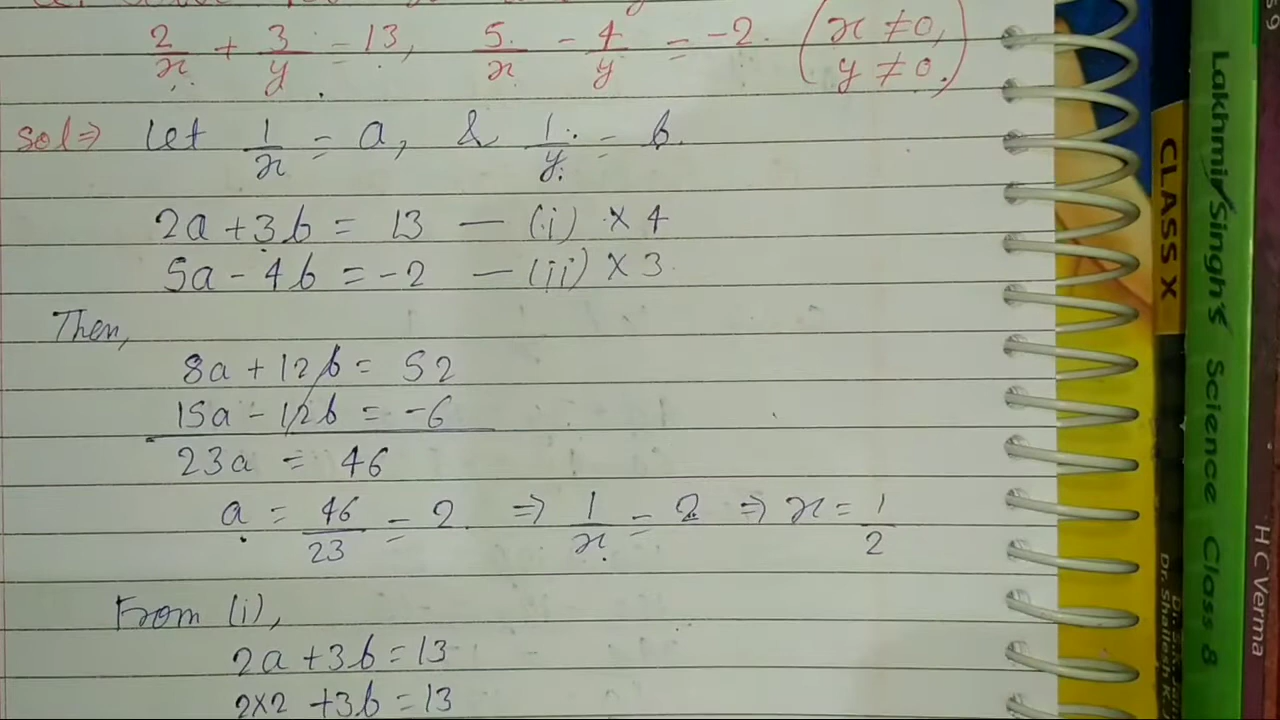 2/x + 3/y = 13, 5/x - 4/y = -2. (x ≠ 0, y ≠ 0.)
Sol⇒ Let 1/x = a, & 1/y = b.
2a + 3b = 13 — (i) × 4
5a - 4b = -2 — (ii) × 3
Then,
8a + 12b = 52
15a - 12b = -6
23a = 46
a = 46/23 = 2 ⇒ 1/x = 2 ⇒ x = 1/2
From (i),
2a + 3b = 13
2×2 + 3b = 13
CLASS X
Lakhmir Singh's Science Class 8
H C Verma